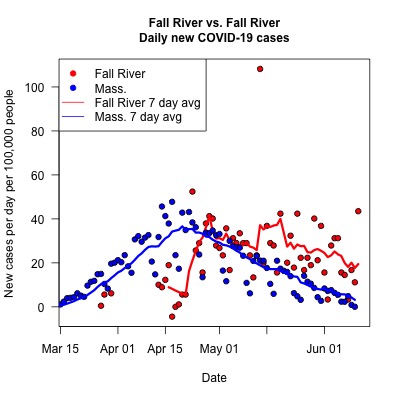 Fall River vs. Fall River
Daily new COVID-19 cases
Fall River
Mass.
Fall River 7 day avg
Mass. 7 day avg
New cases per day per 100,000 people
100
80
60
40
20
0
Mar 15
Apr 01
Apr 15
May 01
Jun 01
Date